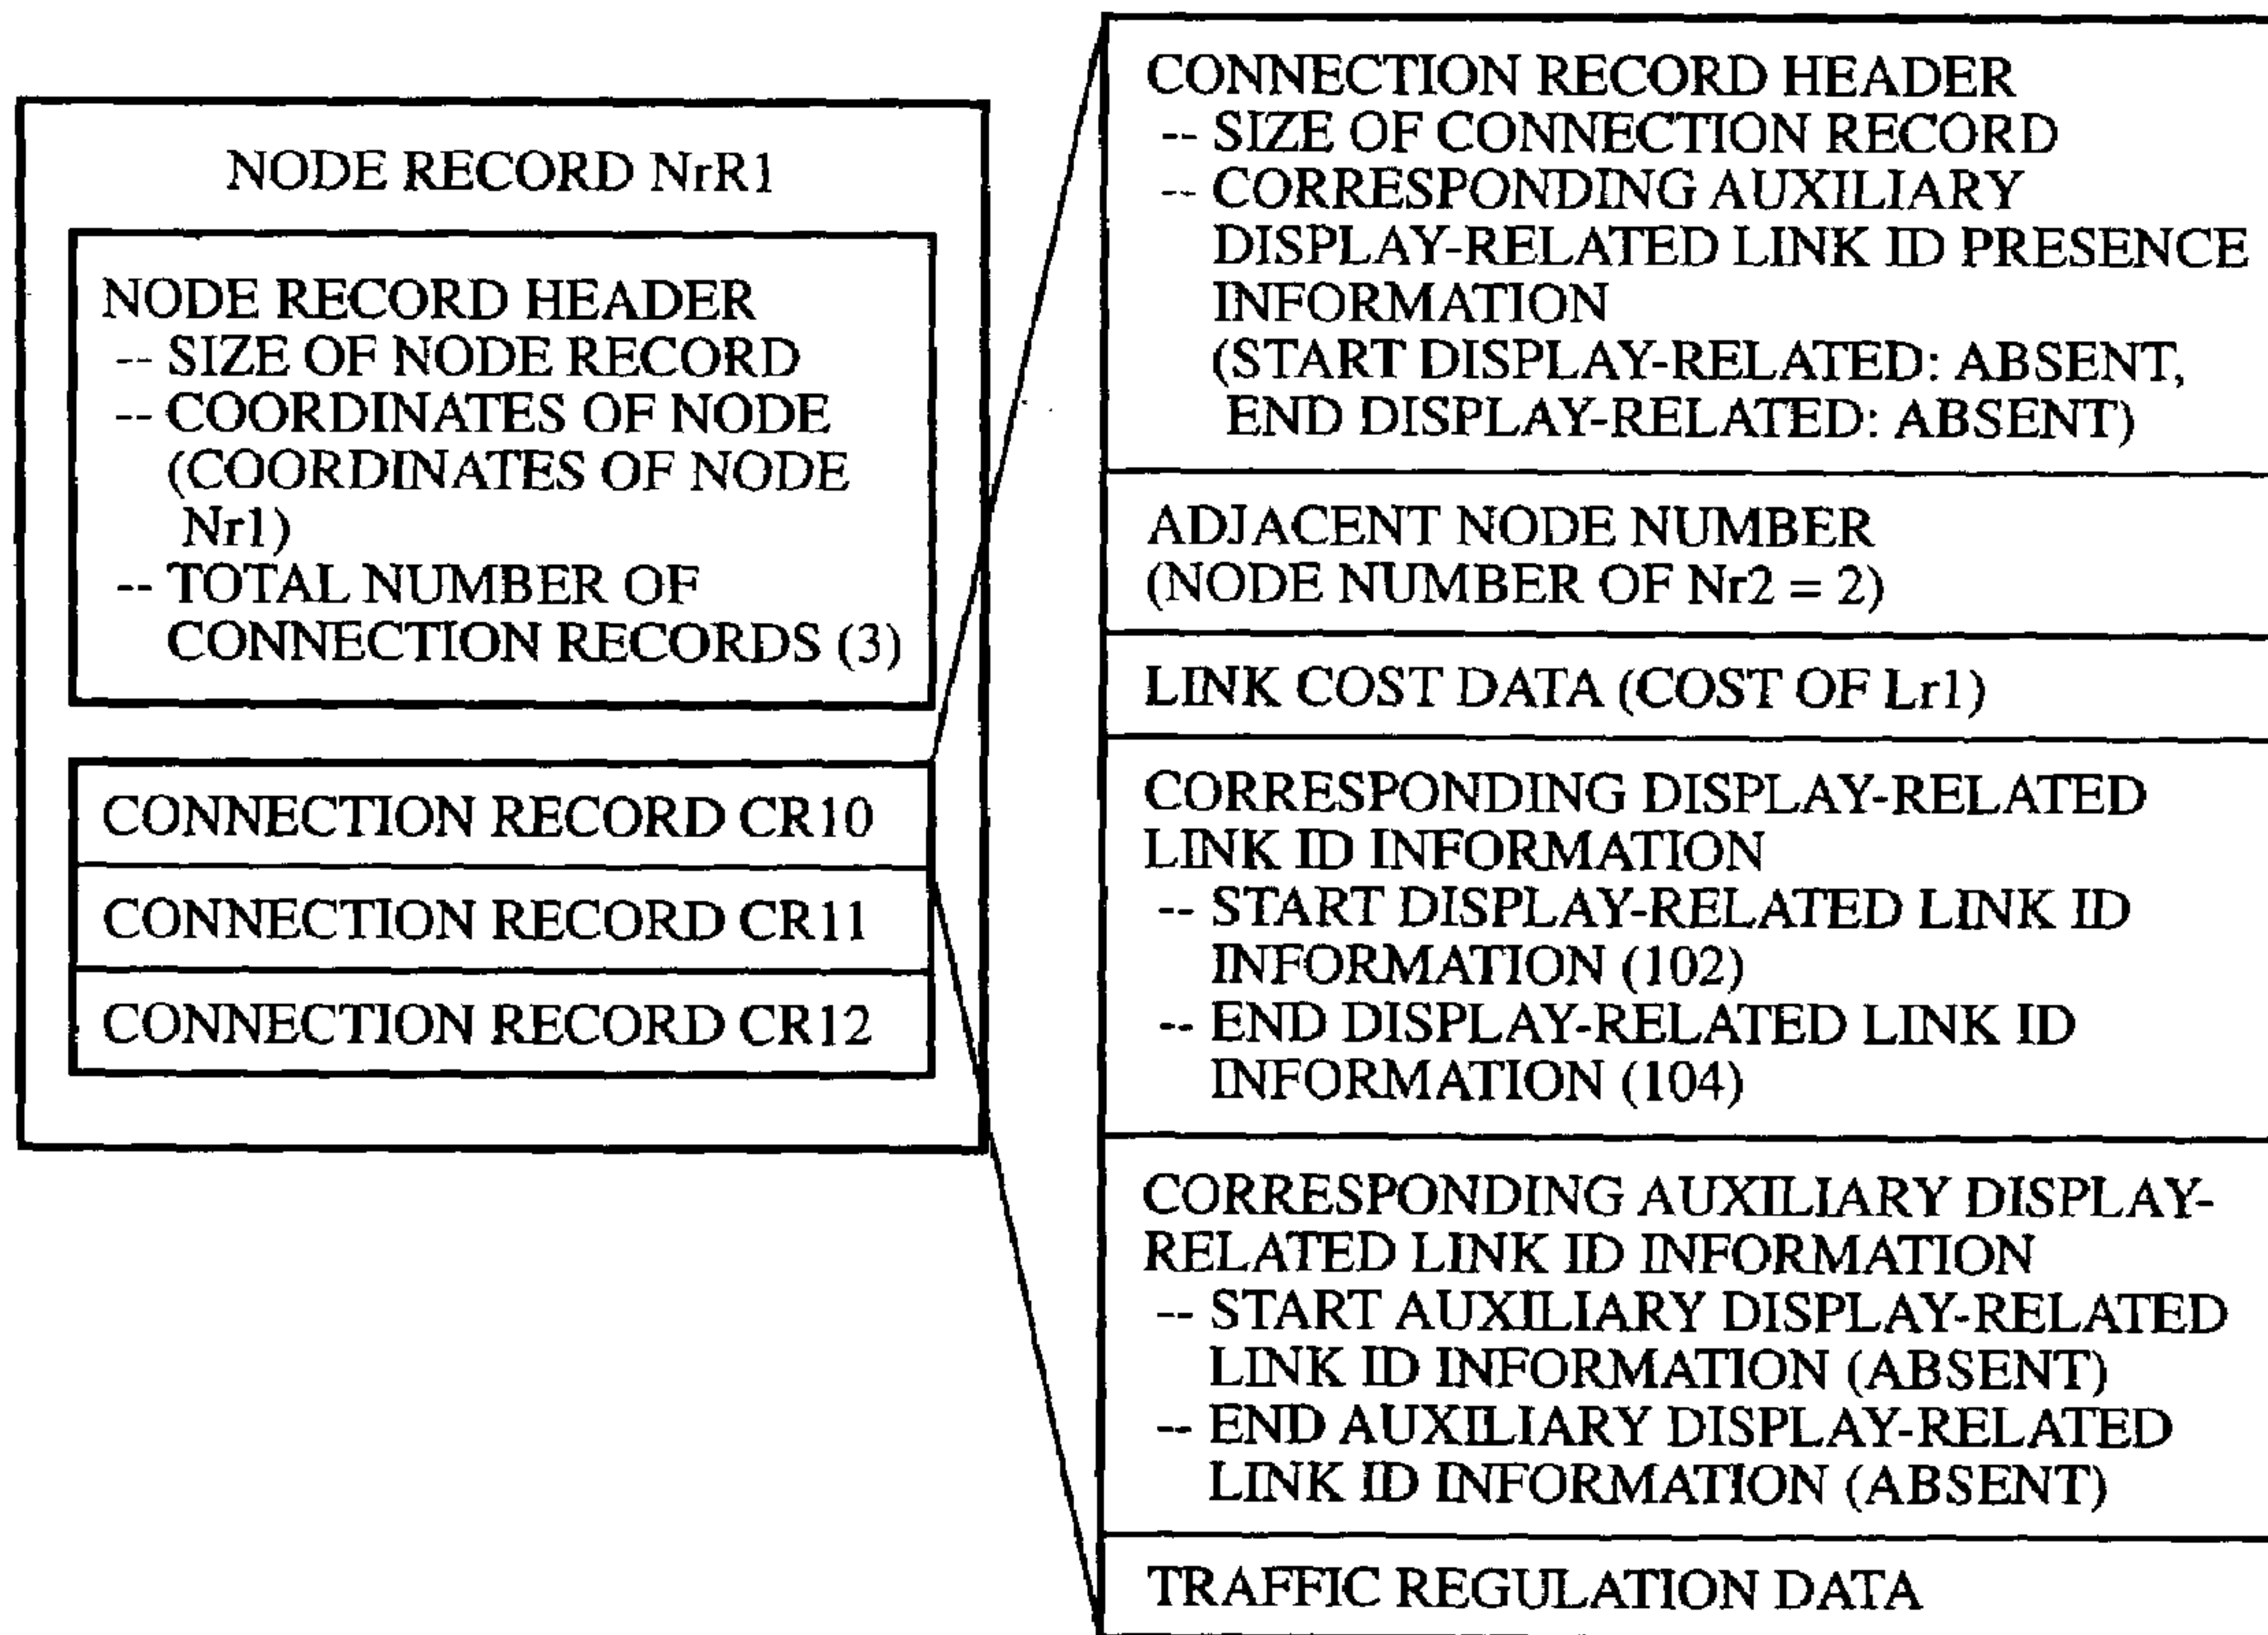 NODE RECORD NrR1
NODE RECORD HEADER
-- SIZE OF NODE RECORD
-- COORDINATES OF NODE
(COORDINATES OF NODE
Nr1)
-- TOTAL NUMBER OF
CONNECTION RECORDS (3)
CONNECTION RECORD CR10
CONNECTION RECORD CR11
CONNECTION RECORD CR12
CONNECTION RECORD HEADER
-- SIZE OF CONNECTION RECORD
-- CORRESPONDING AUXILIARY
DISPLAY-RELATED LINK ID PRESENCE
INFORMATION
(START DISPLAY-RELATED: ABSENT,
END DISPLAY-RELATED: ABSENT)
ADJACENT NODE NUMBER
(NODE NUMBER OF Nr2 = 2)
LINK COST DATA (COST OF Lr1)
CORRESPONDING DISPLAY-RELATED
LINK ID INFORMATION
-- START DISPLAY-RELATED LINK ID
INFORMATION (102)
-- END DISPLAY-RELATED LINK ID
INFORMATION (104)
CORRESPONDING AUXILIARY DISPLAY-
RELATED LINK ID INFORMATION
-- START AUXILIARY DISPLAY-RELATED
LINK ID INFORMATION (ABSENT)
-- END AUXILIARY DISPLAY-RELATED
LINK ID INFORMATION (ABSENT)
TRAFFIC REGULATION DATA